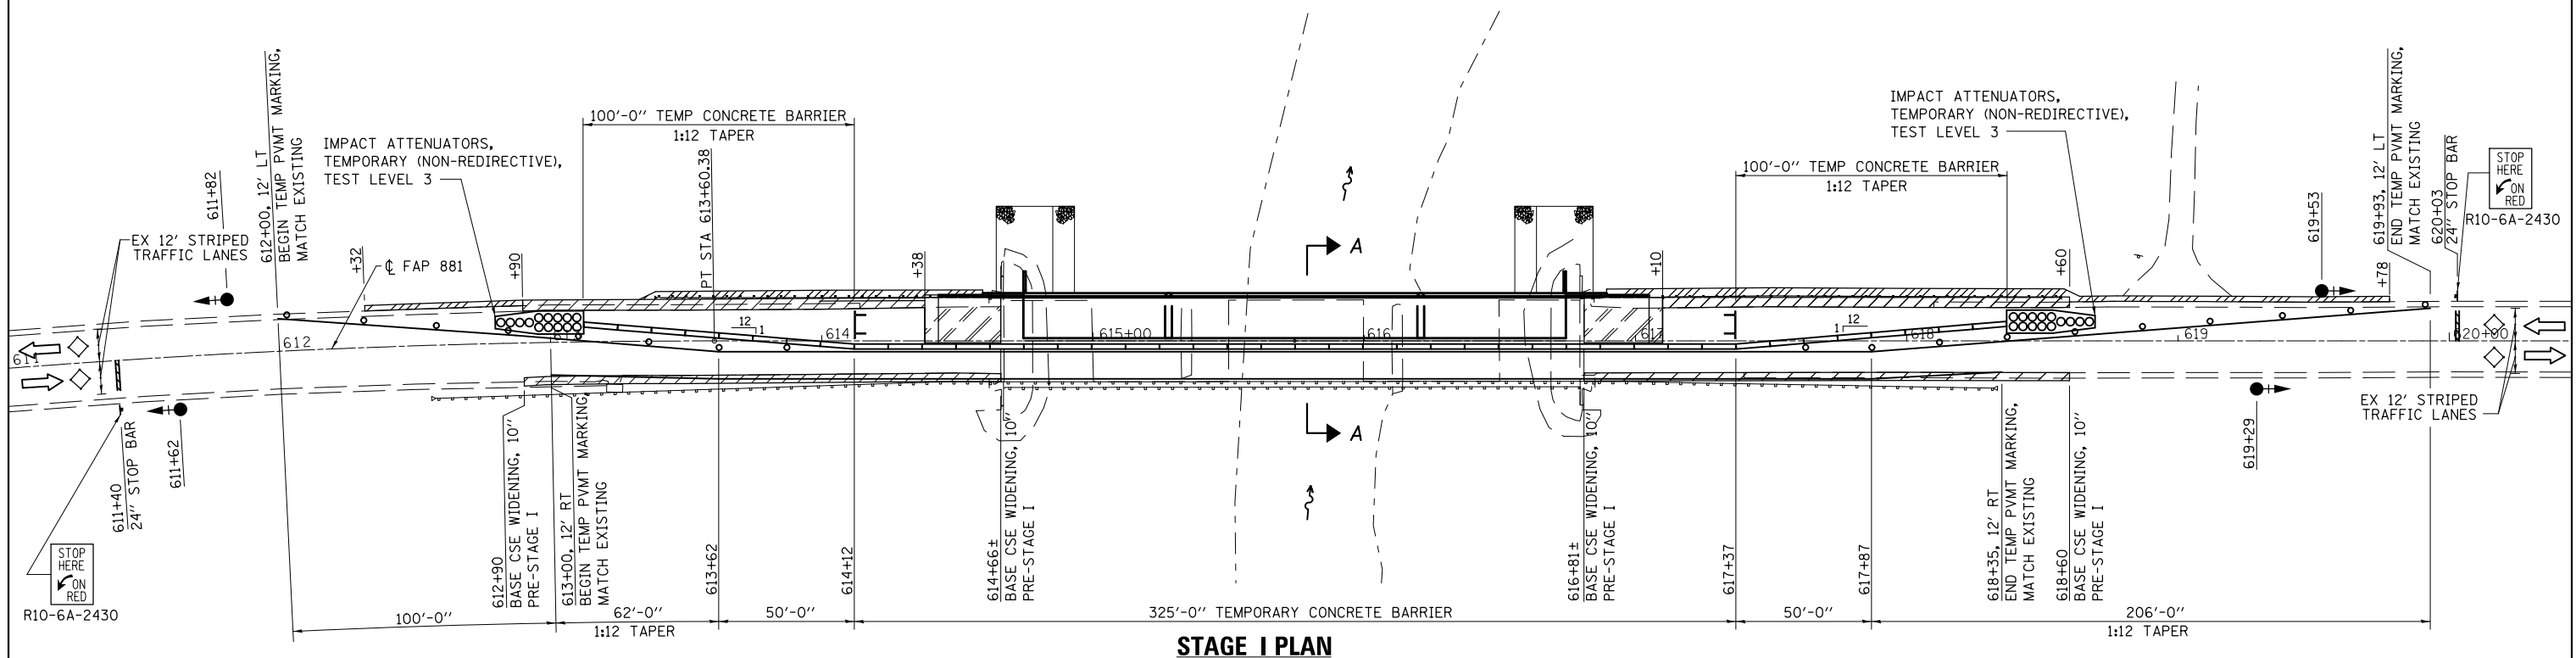 612+00, 12' LT
BEGIN TEMP PVMT MARKING,
MATCH EXISTING
611+82
EX 12' STRIPED
TRAFFIC LANES
IMPACT ATTENUATORS,
TEMPORARY (NON-REDIRECTIVE),
TEST LEVEL 3
+32
℄ FAP 881
+90
100'-0" TEMP CONCRETE BARRIER
1:12 TAPER
PT STA 613+60.38
+38
A
+10
100'-0" TEMP CONCRETE BARRIER
1:12 TAPER
IMPACT ATTENUATORS,
TEMPORARY (NON-REDIRECTIVE),
TEST LEVEL 3
+60
619+53
619+93, 12' LT
END TEMP PVMT MARKING,
MATCH EXISTING
+78
620+03
24" STOP BAR
STOP
HERE
ON
RED
R10-6A-2430
611
612
12
1
614
615+00
616
617
12
1
618
619
20+00
EX 12' STRIPED
TRAFFIC LANES
A
611+40
24" STOP BAR
611+62
STOP
HERE
ON
RED
R10-6A-2430
612+90
BASE CSE WIDENING, 10"
PRE-STAGE I
613+00, 12' RT
BEGIN TEMP PVMT MARKING,
MATCH EXISTING
613+62
614+12
614+66±
BASE CSE WIDENING, 10"
PRE-STAGE I
616+81±
BASE CSE WIDENING, 10"
PRE-STAGE I
617+37
617+87
618+35, 12' RT
END TEMP PVMT MARKING,
MATCH EXISTING
618+60
BASE CSE WIDENING, 10"
PRE-STAGE I
619+29
100'-0"
62'-0"
1:12 TAPER
50'-0"
325'-0" TEMPORARY CONCRETE BARRIER
50'-0"
206'-0"
1:12 TAPER
STAGE I PLAN